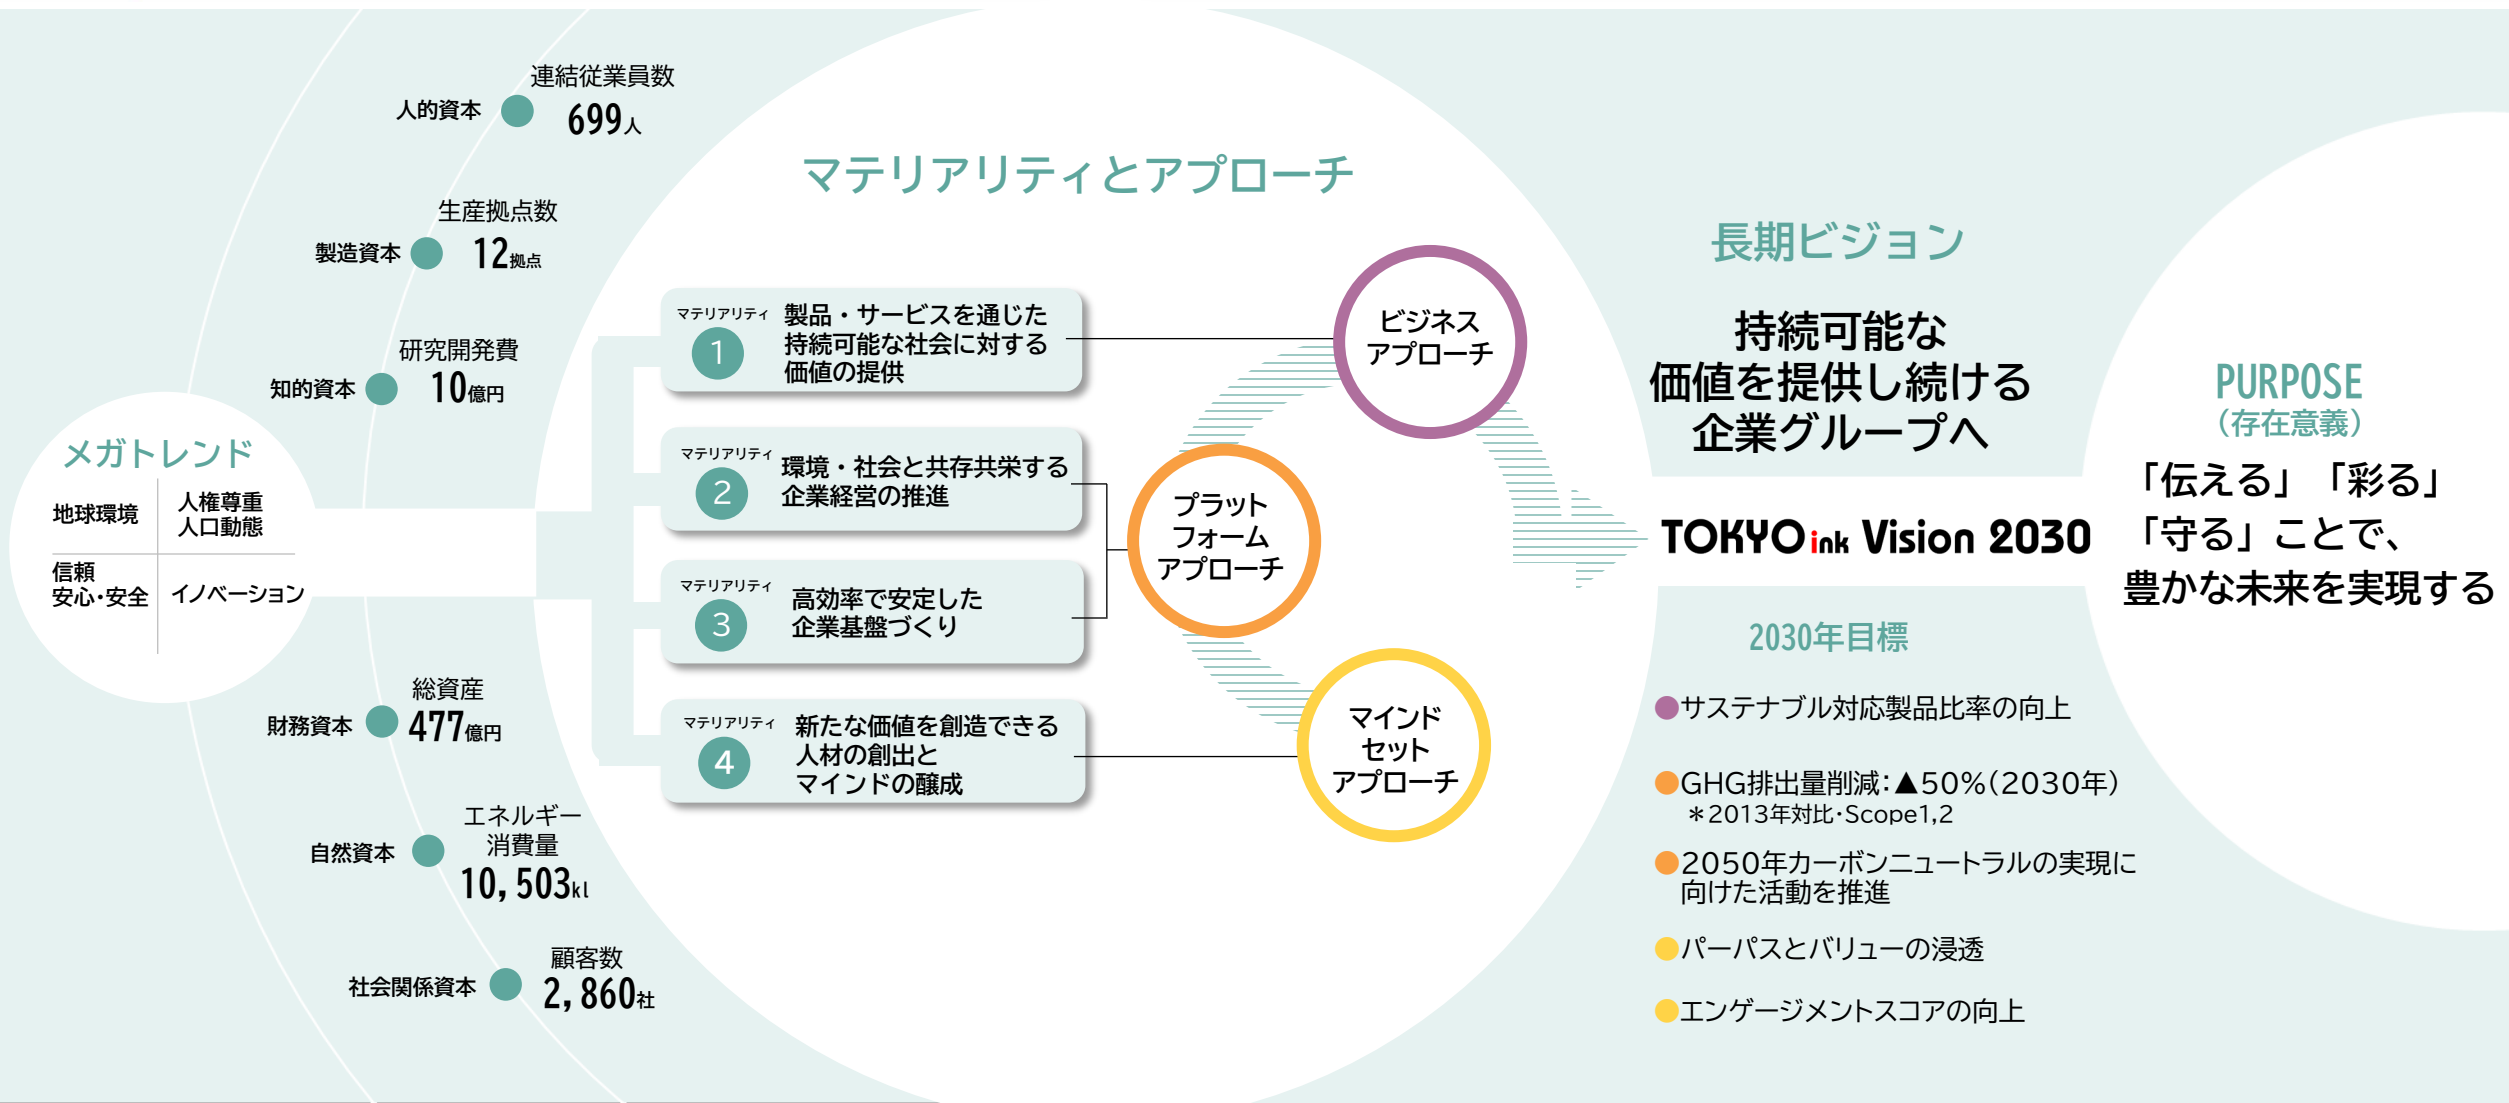 メガトレンド
地球環境
人権尊重
人口動態
信頼
安心・安全
イノベーション
人的資本
連結従業員数
699人
製造資本
生産拠点数
12拠点
知的資本
研究開発費
10億円
財務資本
総資産
477億円
自然資本
エネルギー
消費量
10,503kl
社会関係資本
顧客数
2,860社
マテリアリティとアプローチ
マテリアリティ
1
製品・サービスを通じた
持続可能な社会に対する
価値の提供
マテリアリティ
2
環境・社会と共存共栄する
企業経営の推進
マテリアリティ
3
高効率で安定した
企業基盤づくり
マテリアリティ
4
新たな価値を創造できる
人材の創出と
マインドの醸成
ビジネス
アプローチ
プラット
フォーム
アプローチ
マインド
セット
アプローチ
長期ビジョン
持続可能な
価値を提供し続ける
企業グループへ
TOKYO ink Vision 2030
2030年目標
サステナブル対応製品比率の向上
GHG排出量削減：▲50%（2030年）
＊2013年対比・Scope1,2
2050年カーボンニュートラルの実現に
向けた活動を推進
パーパスとバリューの浸透
エンゲージメントスコアの向上
PURPOSE
（存在意義）
「伝える」「彩る」
「守る」ことで、
豊かな未来を実現する